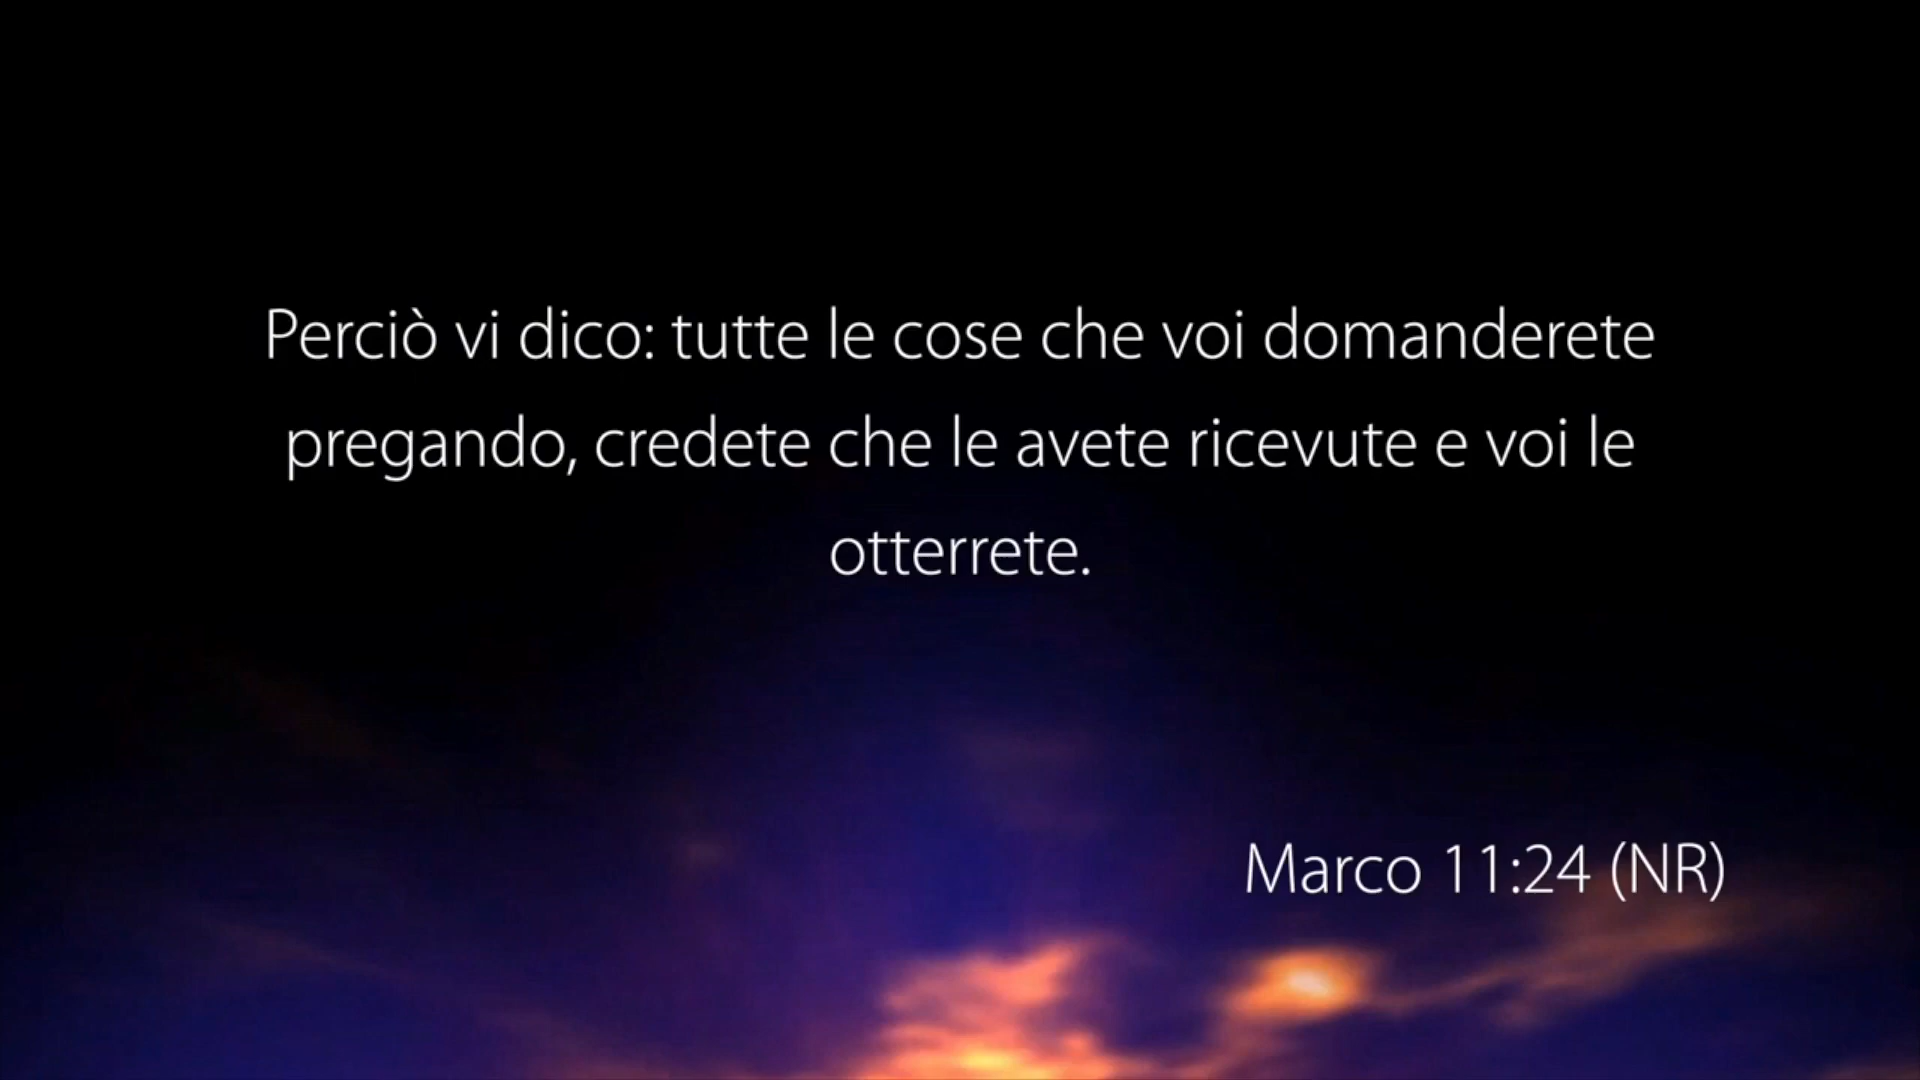 Perciò vi dico: tutte le cose che voi domanderete
pregando, credete che le avete ricevute e voi le
otterrete.
Marco 11:24 (NR)